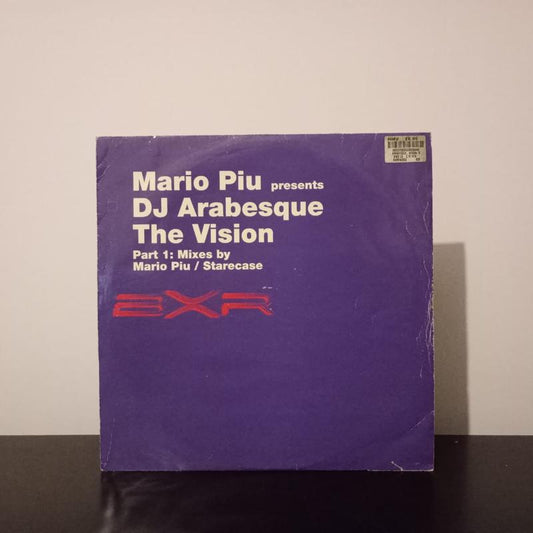 Mario Piu presents
DJ Arabesque
The Vision
Part 1: Mixes by
Mario Piu / Starecase
BXR